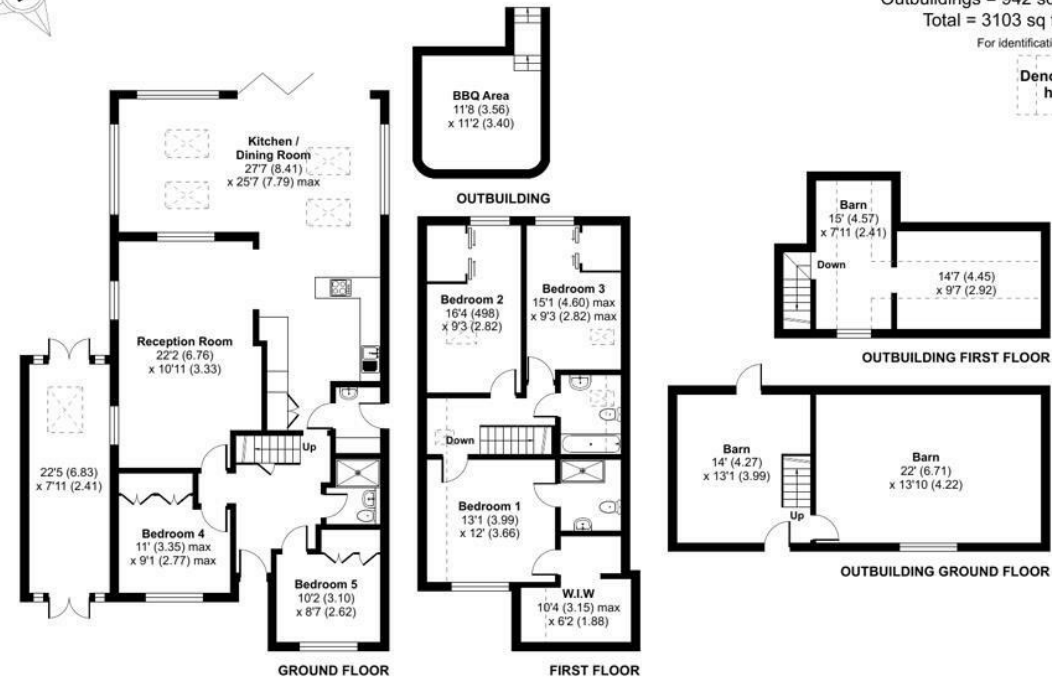 Outbuildings = 942 sq
Total = 3103 sq
For
Kitchen /
Dining Room
27'7 (8.41)
x 25'7 (7.79) max
Reception Room
22'2 (6.76)
x 10'11 (3.33)
22'5 (6.83)
x 7'11 (2.41)
Up
Bedroom 4
11' (3.35) max
x 9'1 (2.77) max
Bedroom 5
10'2 (3.10)
x 8'7 (2.62)
GROUND FLOOR
BBQ Area
11'8 (3.56)
x 11'2 (3.40)
OUTBUILDING
Bedroom 2
16'4 (498)
x 9'3 (2.82)
Bedroom 3
15'1 (4.60) max
x 9'3 (2.82) max
Down
Bedroom 1
13'1 (3.99)
x 12' (3.66)
W.I.W
10'4 (3.15) max
x 6'2 (1.88)
FIRST FLOOR
Barn
15' (4.57)
x 7'11 (2.41)
Down
14'7 (4.45)
x 9'7 (2.92)
OUTBUILDING FIRST FLOOR
Barn
14' (4.27)
x 13'1 (3.99)
Up
Barn
22' (6.71)
x 13'10 (4.22)
OUTBUILDING GROUND FLOOR